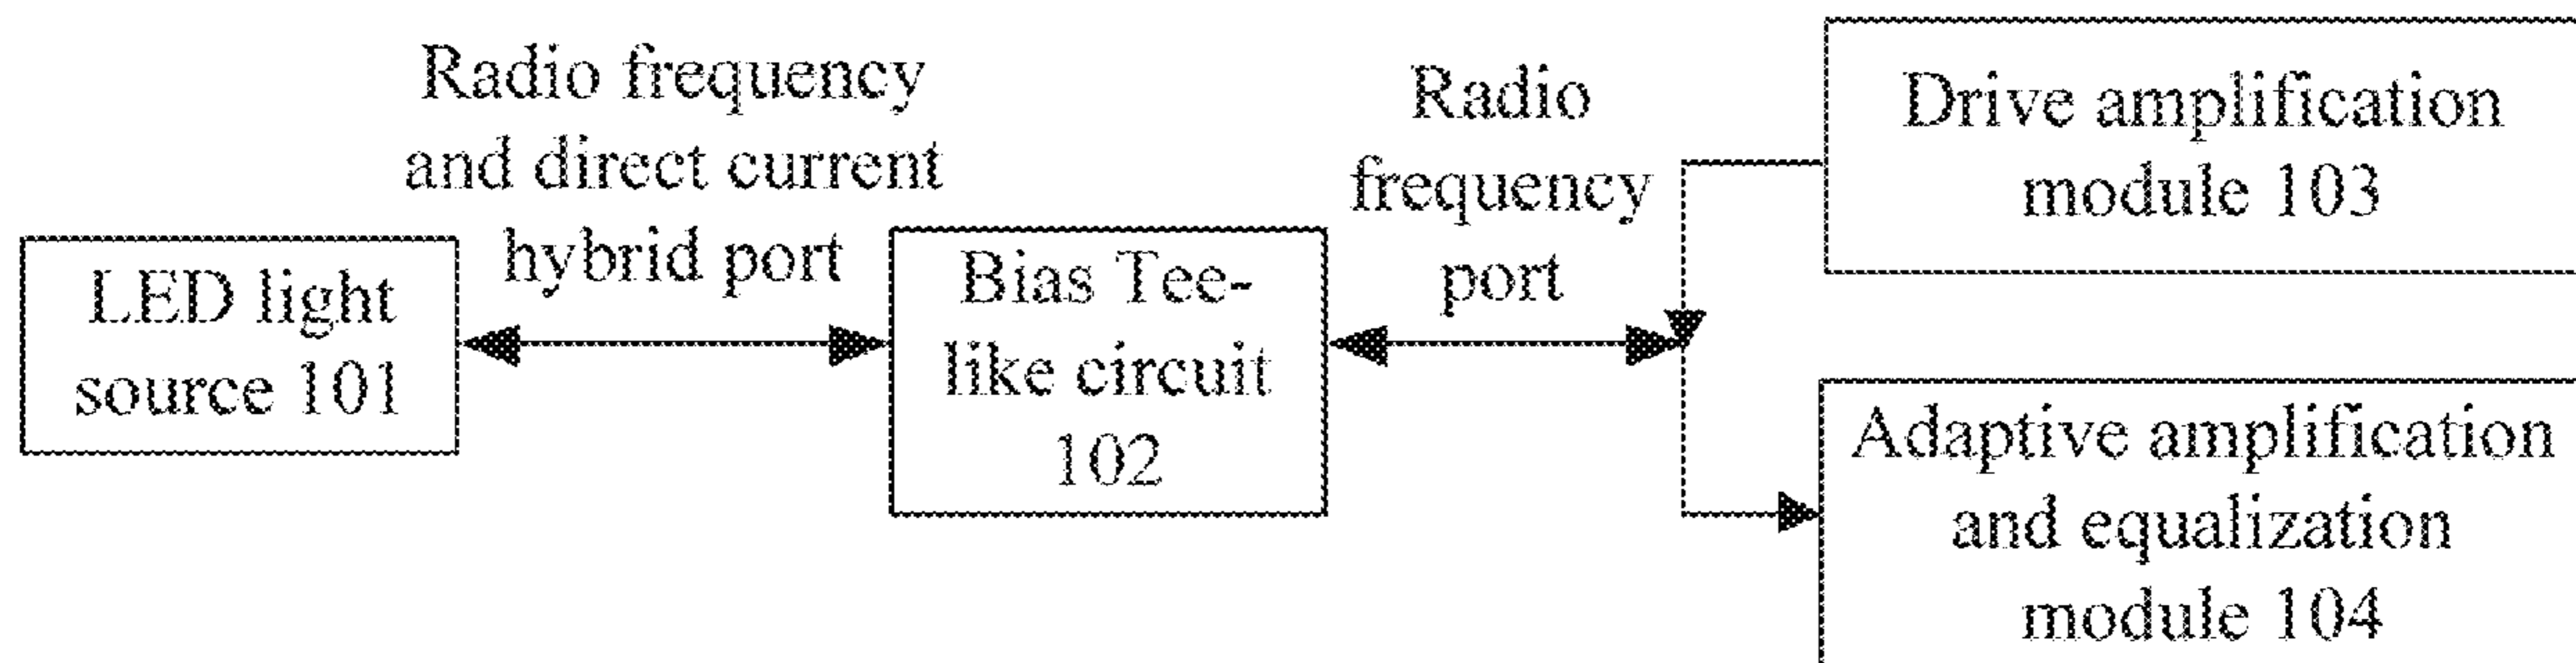 LED light
source 101
Radio frequency
and direct current
hybrid port
Bias Tee-
like circuit
102
Radio
frequency
port
Drive amplification
module 103
Adaptive amplification
and equalization
module 104